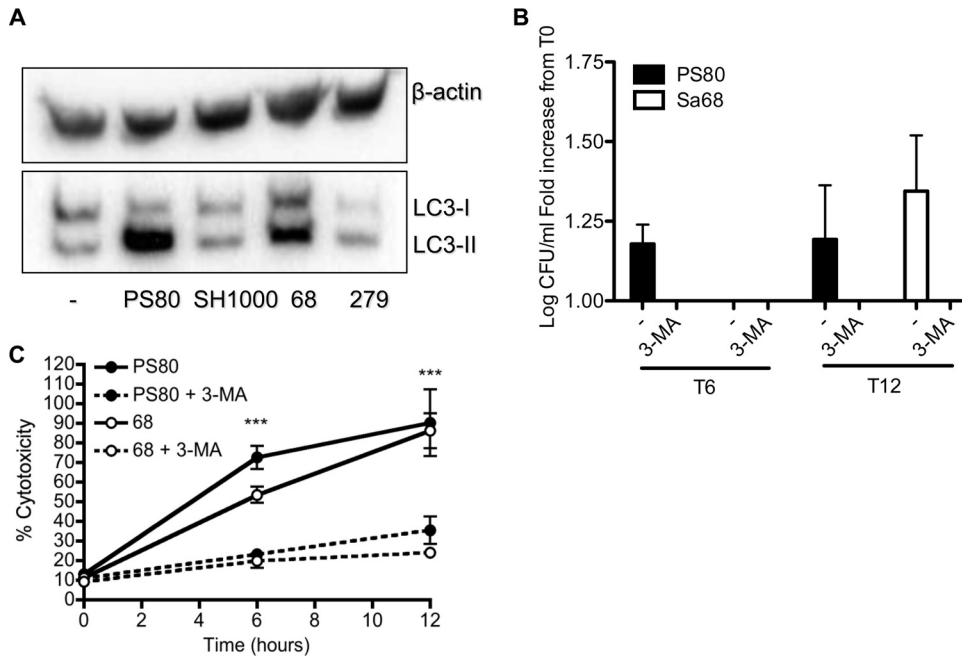 A
β-actin
LC3-I
LC3-II
- PS80 SH1000 68 279
B
Log CFU/ml Fold increase from T0
1.75
1.50
1.25
1.00
PS80
Sa68
- 3-MA - 3-MA - 3-MA - 3-MA
T6 T12
C
% Cytotoxicity
120
110
100
90
80
70
60
50
40
30
20
10
0
PS80
PS80 + 3-MA
68
68 + 3-MA
***
***
0 2 4 6 8 10 12
Time (hours)